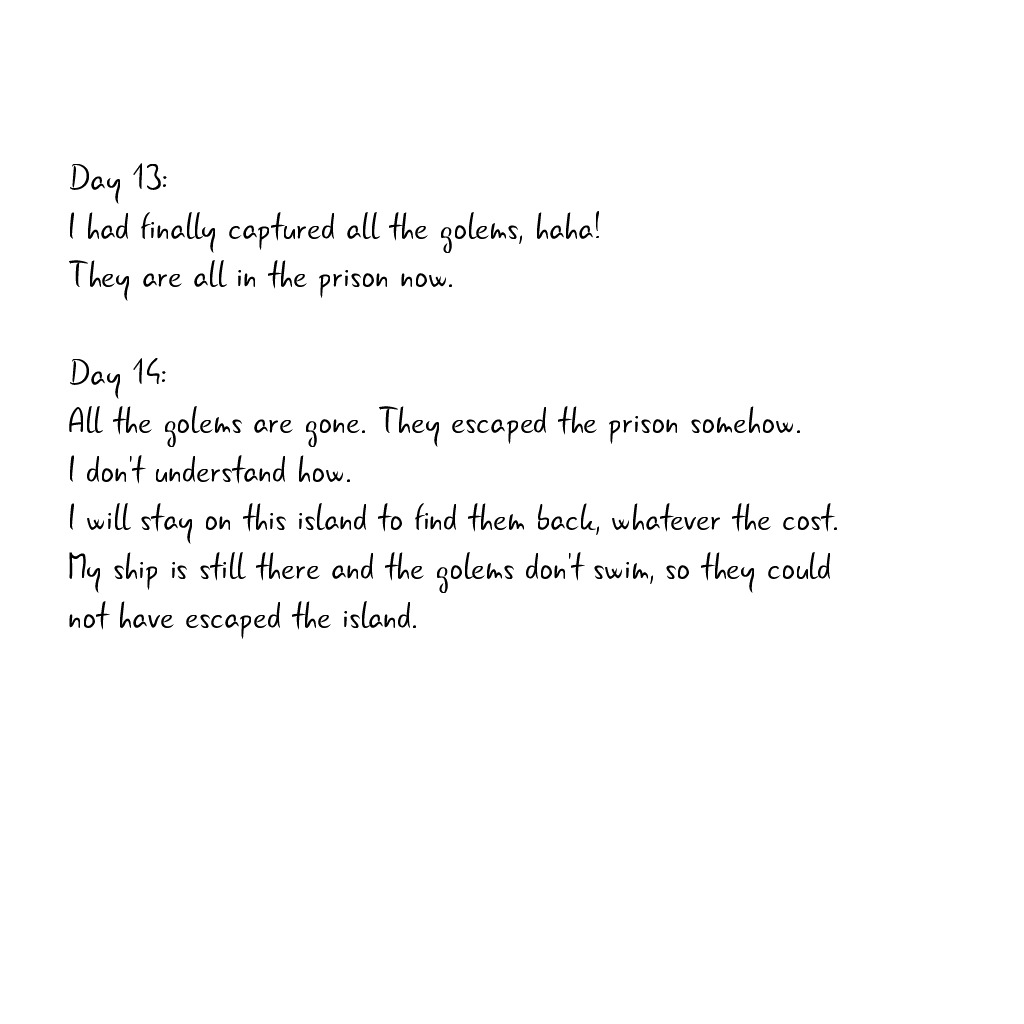 Day 13:
I had finally captured all the golems, haha!
They are all in the prison now.
Day 14:
All the golems are gone. They escaped the prison somehow.
I don't understand how.
I will stay on this island to find them back, whatever the cost.
My ship is still there and the golems don't swim, so they could
not have escaped the island.